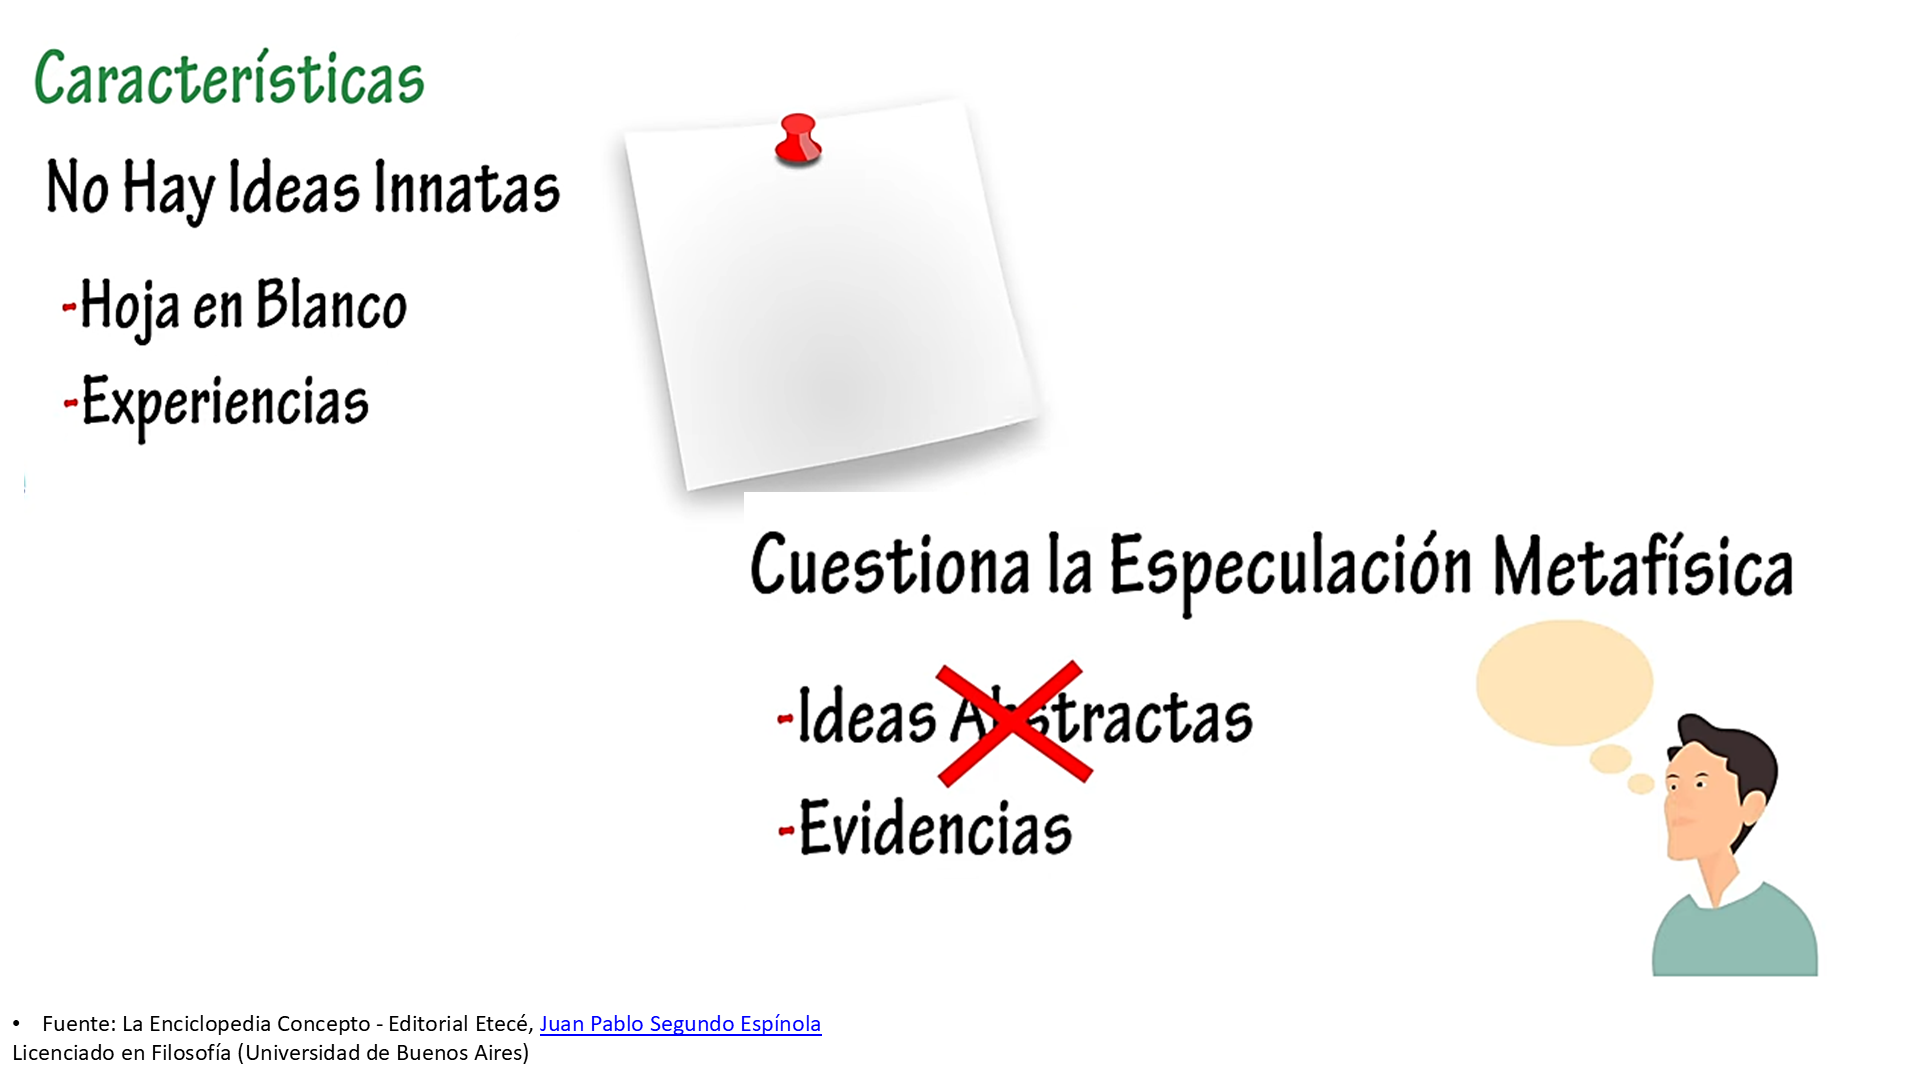 Características
No Hay Ideas Innatas
-Hoja en Blanco
-Experiencias
Cuestiona la Especulación Metafísica
-Ideas Abstractas
-Evidencias
• Fuente: La Enciclopedia Concepto - Editorial Etecé, Juan Pablo Segundo Espínola
Licenciado en Filosofía (Universidad de Buenos Aires)